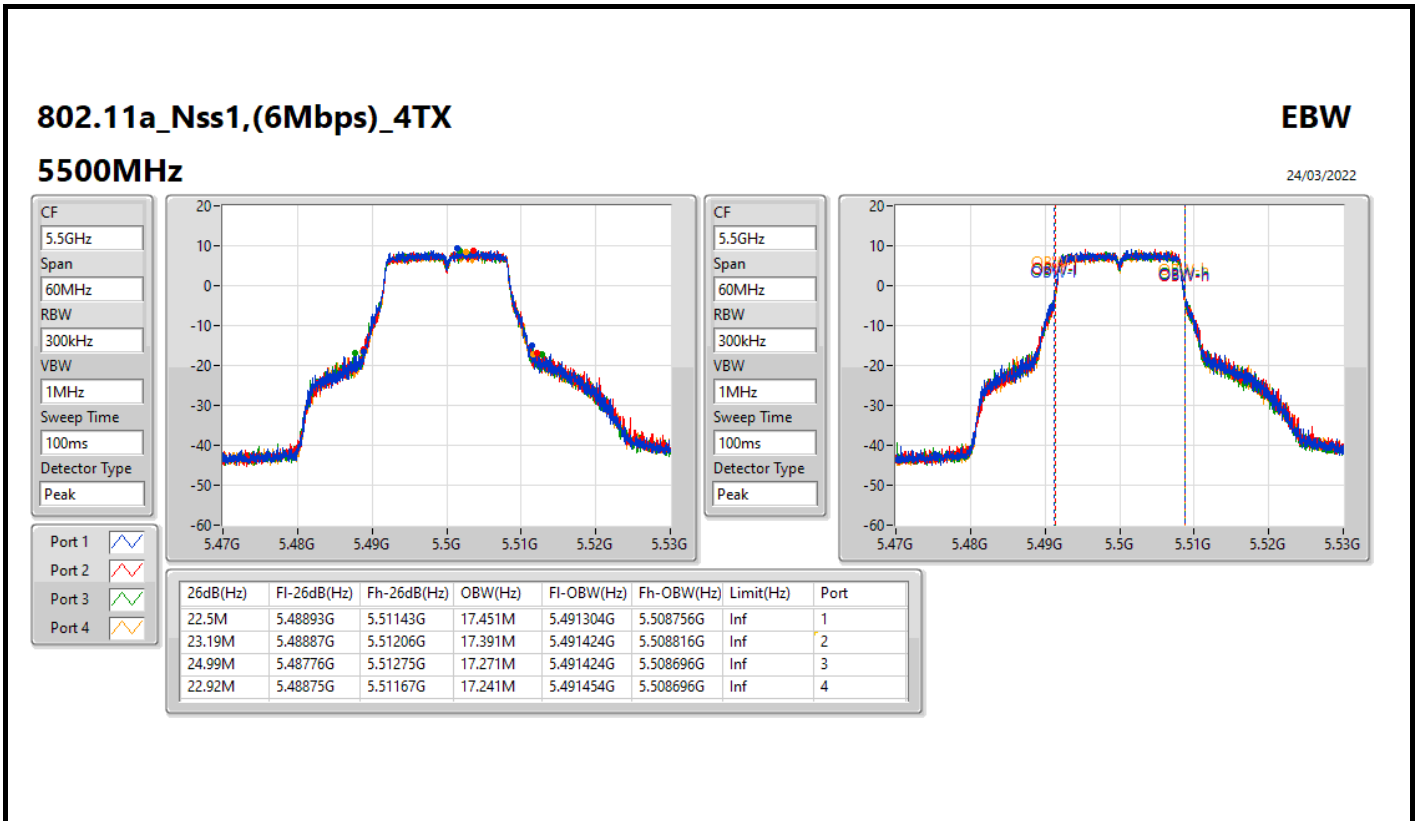 802.11a_Nss1,(6Mbps)_4TX EBW
5500MHz 24/03/2022
CF
5.5GHz
Span
60MHz
RBW
300kHz
VBW
1MHz
Sweep Time
100ms
Detector Type
Peak
20
10
0
-10
-20
-30
-40
-50
-60
5.47G 5.48G 5.49G 5.5G 5.51G 5.52G 5.53G
CF
5.5GHz
Span
60MHz
RBW
300kHz
VBW
1MHz
Sweep Time
100ms
Detector Type
Peak
20
10
0
-10
-20
-30
-40
-50
-60
OBW-l OBW-h
5.47G 5.48G 5.49G 5.5G 5.51G 5.52G 5.53G
Port 1
Port 2
Port 3
Port 4
26dB(Hz) Fl-26dB(Hz) Fh-26dB(Hz) OBW(Hz) Fl-OBW(Hz) Fh-OBW(Hz) Limit(Hz) Port
22.5M 5.48893G 5.51143G 17.451M 5.491304G 5.508756G Inf 1
23.19M 5.48887G 5.51206G 17.391M 5.491424G 5.508816G Inf 2
24.99M 5.48776G 5.51275G 17.271M 5.491424G 5.508696G Inf 3
22.92M 5.48875G 5.51167G 17.241M 5.491454G 5.508696G Inf 4